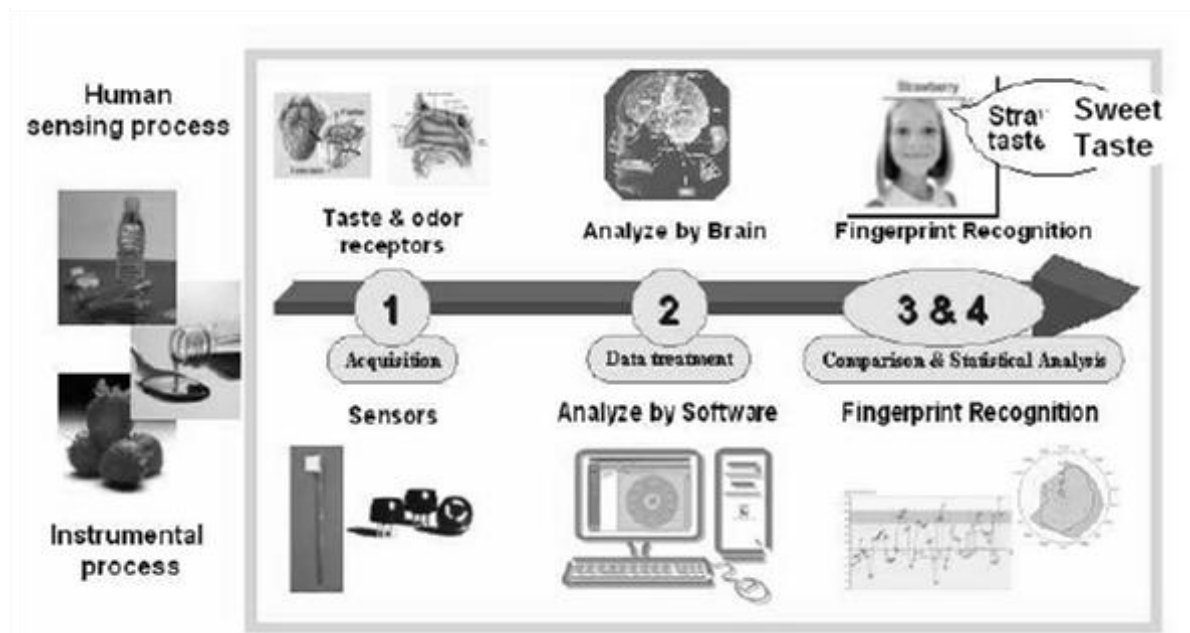 Human
sensing process
Strawberry
Sweet
taste
Taste
Taste & odor
receptors
Analyze by Brain
Fingerprint Recognition
1
2
3 & 4
Acquisition
Data treatment
Comparison & Statistical Analysis
Sensors
Analyze by Software
Fingerprint Recognition
Instrumental
process